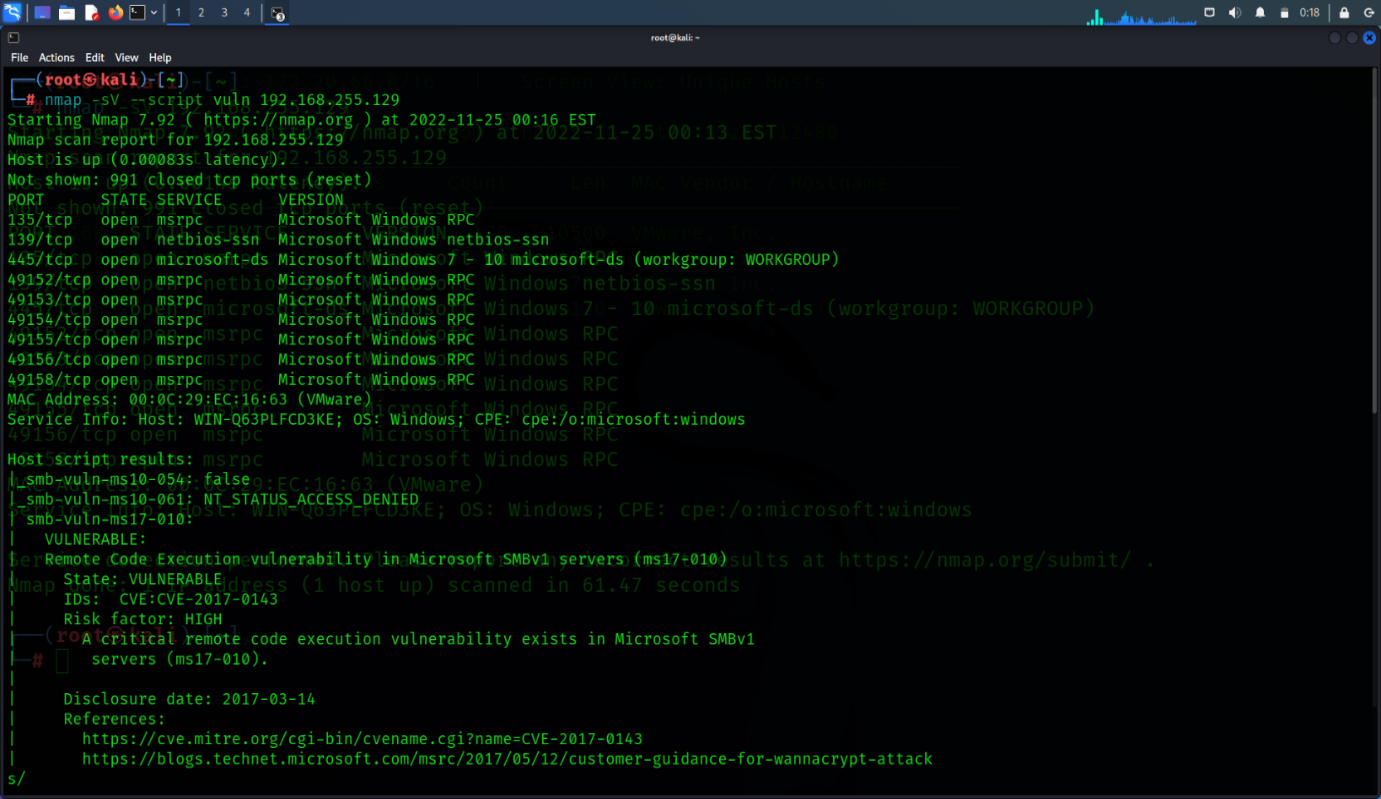 1 2 3 4
3
0:18
root@kali: ~
File Actions Edit View Help
┌──(root㉿kali)-[~]
└─# nmap -sV --script vuln 192.168.255.129
Starting Nmap 7.92 ( https://nmap.org ) at 2022-11-25 00:16 EST
Nmap scan report for 192.168.255.129
Host is up (0.00083s latency).
Not shown: 991 closed tcp ports (reset)
PORT      STATE SERVICE      VERSION
135/tcp   open  msrpc        Microsoft Windows RPC
139/tcp   open  netbios-ssn  Microsoft Windows netbios-ssn
445/tcp   open  microsoft-ds Microsoft Windows 7 - 10 microsoft-ds (workgroup: WORKGROUP)
49152/tcp open  msrpc        Microsoft Windows RPC
49153/tcp open  msrpc        Microsoft Windows RPC
49154/tcp open  msrpc        Microsoft Windows RPC
49155/tcp open  msrpc        Microsoft Windows RPC
49156/tcp open  msrpc        Microsoft Windows RPC
49158/tcp open  msrpc        Microsoft Windows RPC
MAC Address: 00:0C:29:EC:16:63 (VMware)
Service Info: Host: WIN-Q63PLFCD3KE; OS: Windows; CPE: cpe:/o:microsoft:windows
Host script results:
|_smb-vuln-ms10-054: false
|_smb-vuln-ms10-061: NT_STATUS_ACCESS_DENIED
| smb-vuln-ms17-010:
|   VULNERABLE:
|   Remote Code Execution vulnerability in Microsoft SMBv1 servers (ms17-010)
|     State: VULNERABLE
|     IDs:  CVE:CVE-2017-0143
|     Risk factor: HIGH
|       A critical remote code execution vulnerability exists in Microsoft SMBv1
|        servers (ms17-010).
|
|     Disclosure date: 2017-03-14
|     References:
|       https://cve.mitre.org/cgi-bin/cvename.cgi?name=CVE-2017-0143
|       https://blogs.technet.microsoft.com/msrc/2017/05/12/customer-guidance-for-wannacrypt-attack
s/